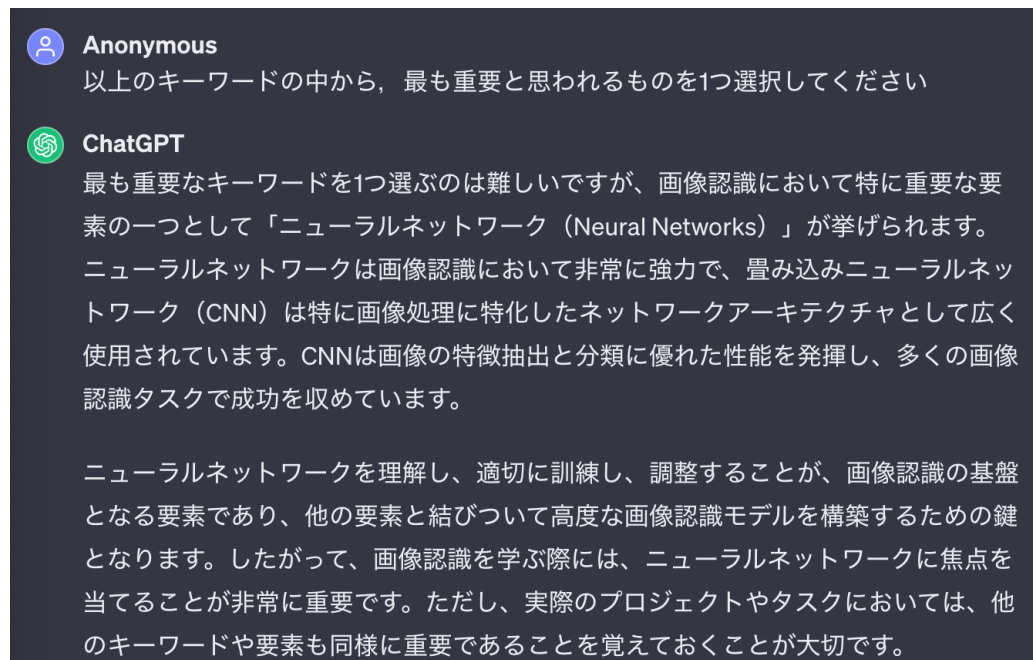 Anonymous
以上のキーワードの中から，最も重要と思われるものを1つ選択してください
ChatGPT
最も重要なキーワードを1つ選ぶのは難しいですが、画像認識において特に重要な要
素の一つとして「ニューラルネットワーク（Neural Networks）」が挙げられます。
ニューラルネットワークは画像認識において非常に強力で、畳み込みニューラルネッ
トワーク（CNN）は特に画像処理に特化したネットワークアーキテクチャとして広く
使用されています。CNNは画像の特徴抽出と分類に優れた性能を発揮し、多くの画像
認識タスクで成功を収めています。
ニューラルネットワークを理解し、適切に訓練し、調整することが、画像認識の基盤
となる要素であり、他の要素と結びついて高度な画像認識モデルを構築するための鍵
となります。したがって、画像認識を学ぶ際には、ニューラルネットワークに焦点を
当てることが非常に重要です。ただし、実際のプロジェクトやタスクにおいては、他
のキーワードや要素も同様に重要であることを覚えておくことが大切です。